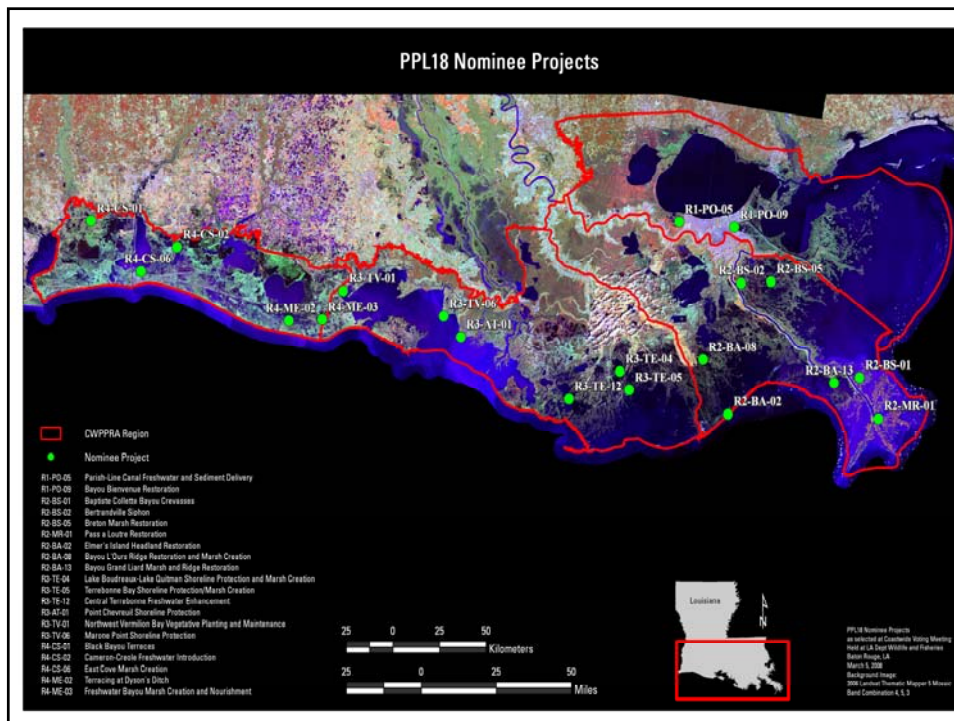 PPL18 Nominee Projects
R4-CS-01
R1-PO-05
R1-PO-09
R4-CS-02
R4-CS-06
R2-BS-02
R2-BS-05
R3-TV-01
R4-ME-02
R4-ME-03
R3-TV-06
R3-AT-01
R3-TE-04
R2-BA-08
R3-TE-05
R3-TE-12
R2-BA-13
R2-BS-01
R2-BA-02
R2-MR-01
CWPPRA Region
Nominee Project
R1-PO-05 Parish-Line Canal Freshwater and Sediment Delivery
R1-PO-09 Bayou Bienvenue Restoration
R2-BS-01 Baptiste Collette Bayou Crevasses
R2-BS-02 Bertrandville Siphon
R2-BS-05 Breton Marsh Restoration
R2-MR-01 Pass a Loutre Restoration
R2-BA-02 Elmer's Island Headland Restoration
R2-BA-08 Bayou L'Ours Ridge Restoration and Marsh Creation
R2-BA-13 Bayou Grand Liard Marsh and Ridge Restoration
R3-TE-04 Lake Boudreaux-Lake Quitman Shoreline Protection and Marsh Creation
R3-TE-05 Terrebonne Bay Shoreline Protection/Marsh Creation
R3-TE-12 Central Terrebonne Freshwater Enhancement
R3-AT-01 Point Chevreuil Shoreline Protection
R3-TV-01 Northwest Vermilion Bay Vegetative Planting and Maintenance
R3-TV-06 Marone Point Shoreline Protection
R4-CS-01 Black Bayou Terraces
R4-CS-02 Cameron-Creole Freshwater Introduction
R4-CS-06 East Cove Marsh Creation
R4-ME-02 Terracing at Dyson's Ditch
R4-ME-03 Freshwater Bayou Marsh Creation and Nourishment
25 0 25 50
Kilometers
25 0 25 50
Miles
Louisiana
N
PPL18 Nominee Projects
as selected at Coastwide Voting Meeting
Held at LA Dept Wildlife and Fisheries
Baton Rouge, LA
March 5, 2008
Background Image:
Landsat Thematic Mapper 5 Mosaic
Band Combination 4, 5, 3